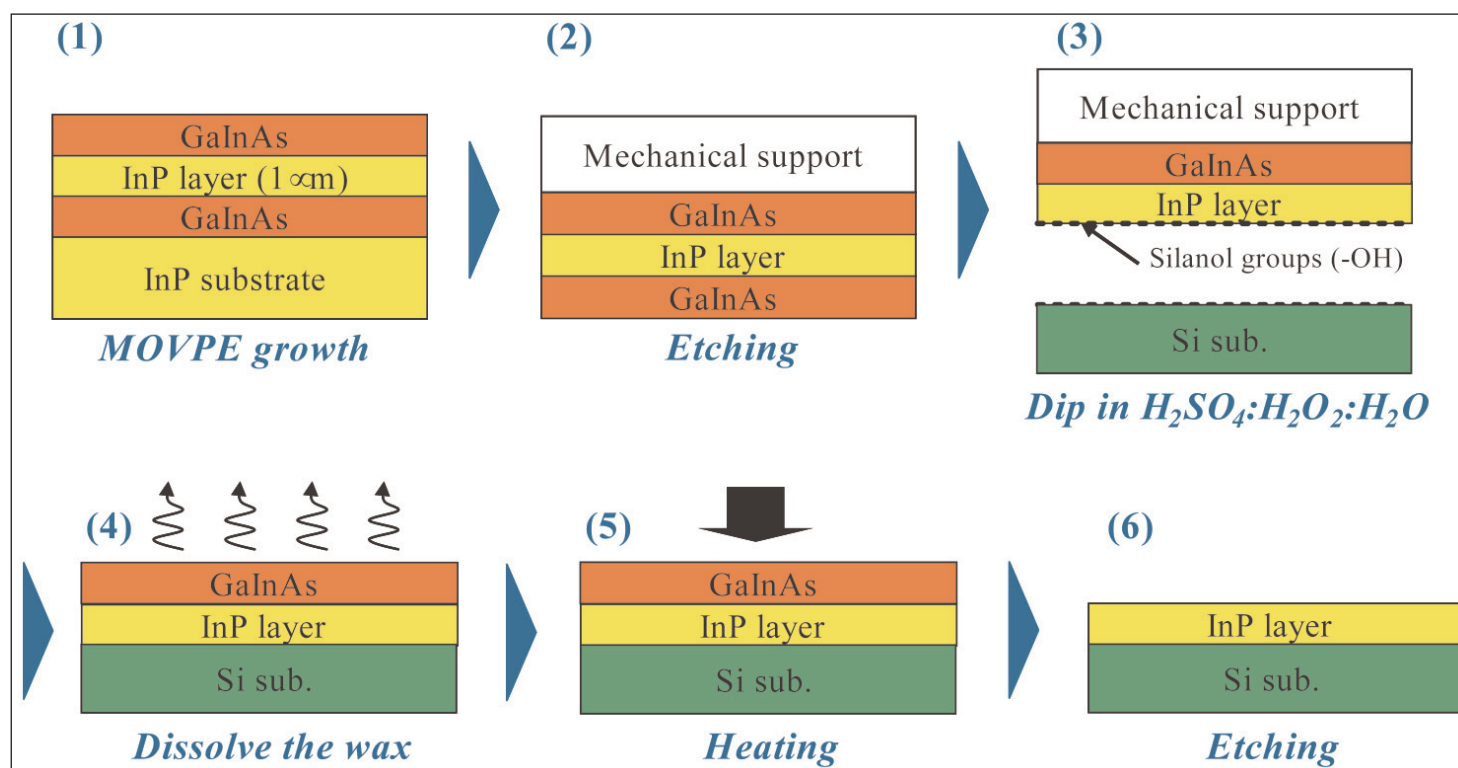 (1)
GaInAs
InP layer (1∝m)
GaInAs
InP substrate
MOVPE growth
(2)
Mechanical support
GaInAs
InP layer
GaInAs
Etching
(3)
Mechanical support
GaInAs
InP layer
Silanol groups (-OH)
Si sub.
Dip in H₂SO₄:H₂O₂:H₂O
(4)
GaInAs
InP layer
Si sub.
Dissolve the wax
(5)
GaInAs
InP layer
Si sub.
Heating
(6)
InP layer
Si sub.
Etching